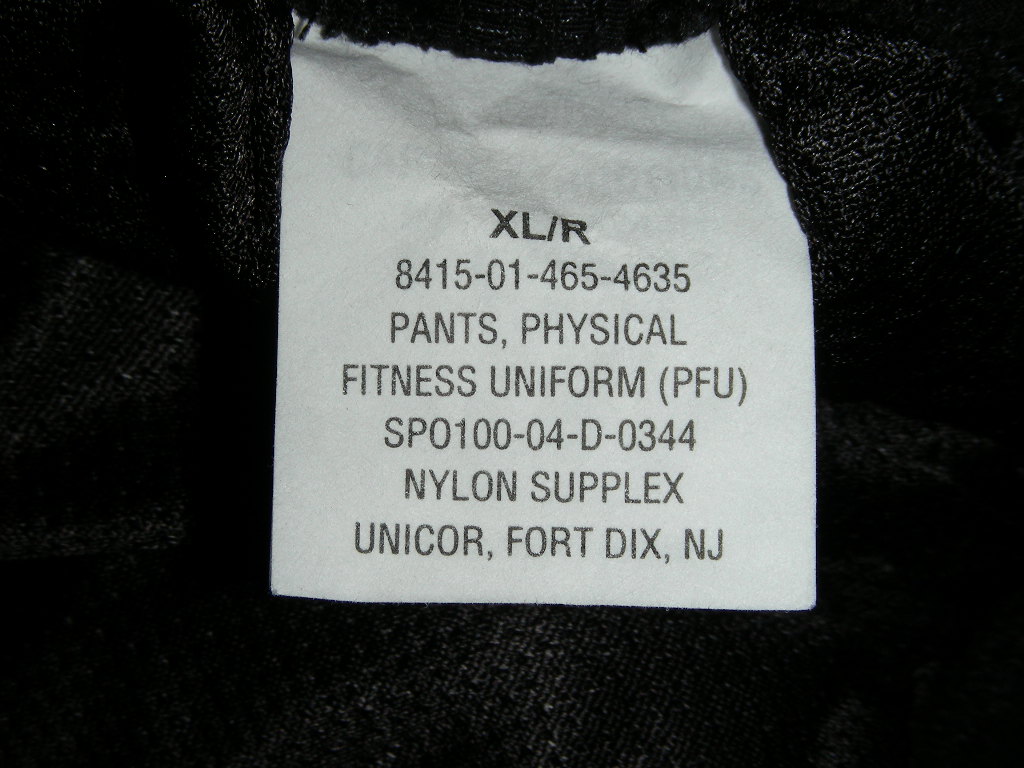 XL/R
8415-01-465-4635
PANTS, PHYSICAL
FITNESS UNIFORM (PFU)
SPO100-04-D-0344
NYLON SUPPLEX
UNICOR, FORT DIX, NJ